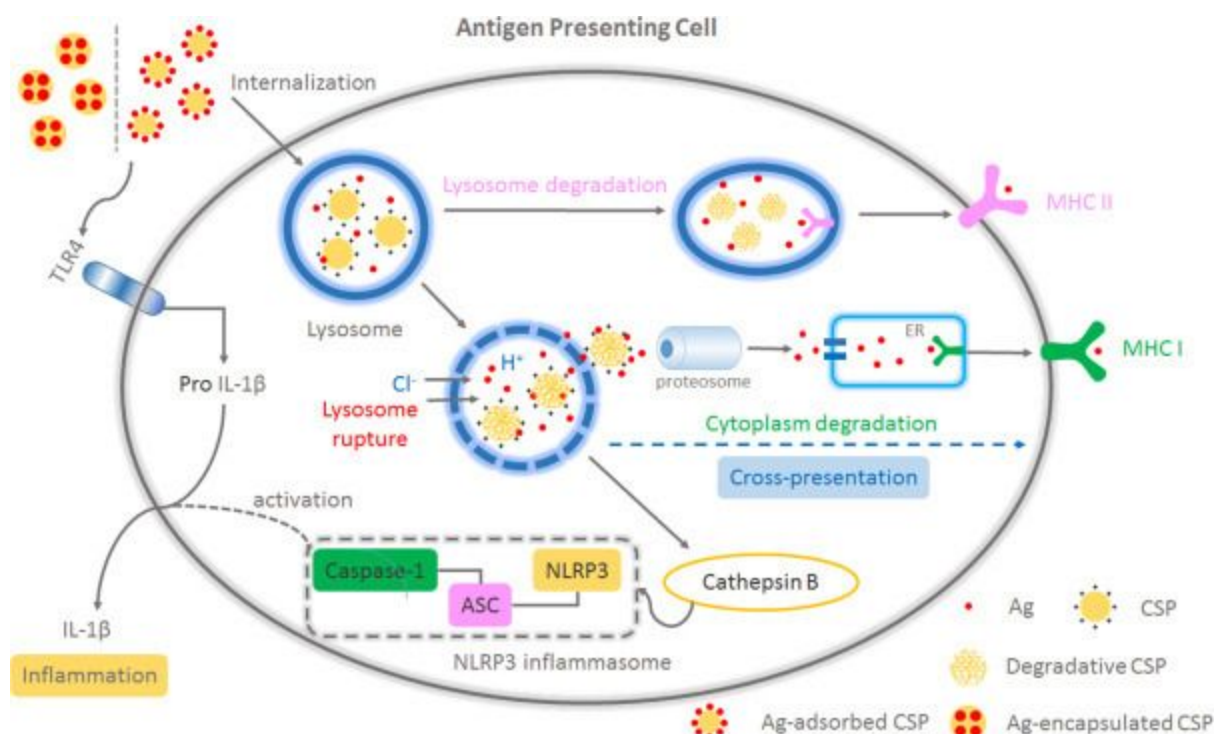 Antigen Presenting Cell
Internalization
Lysosome degradation
MHC II
TLR4
Lysosome
ER
MHC I
H⁺
proteosome
Pro IL-1β
Cl⁻
Lysosome
rupture
Cytoplasm degradation
Cross-presentation
activation
Caspase-1
NLRP3
ASC
Cathepsin B
Ag
CSP
IL-1β
Inflammation
NLRP3 inflammasome
Degradative CSP
Ag-adsorbed CSP
Ag-encapsulated CSP